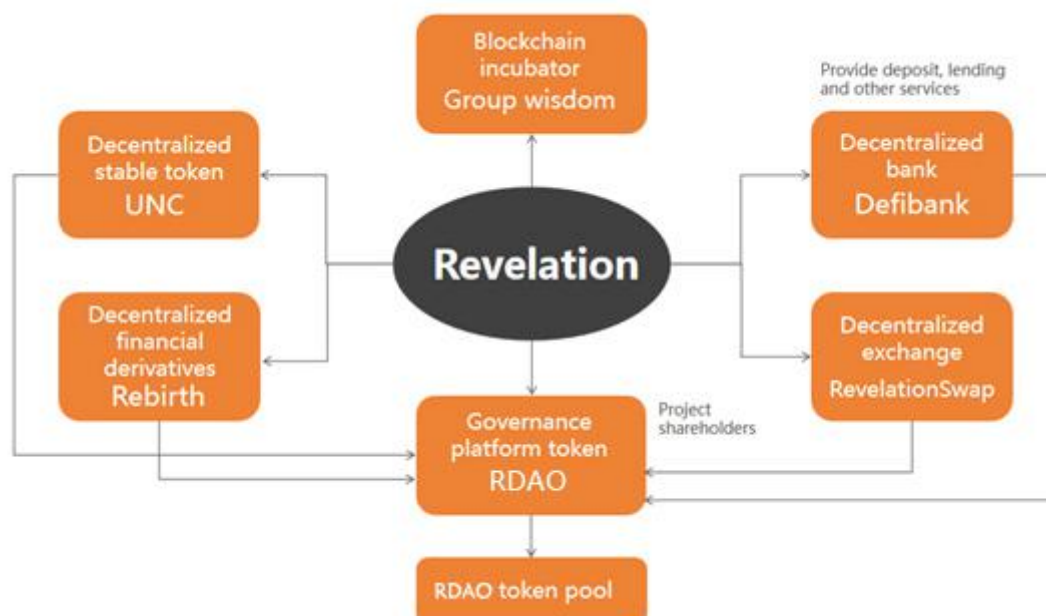 Blockchain
incubator
Group wisdom
Provide deposit, lending
and other services
Decentralized
stable token
UNC
Decentralized
bank
Defibank
Revelation
Decentralized
financial
derivatives
Rebirth
Decentralized
exchange
RevelationSwap
Governance
platform token
RDAO
Project
shareholders
RDAO token pool